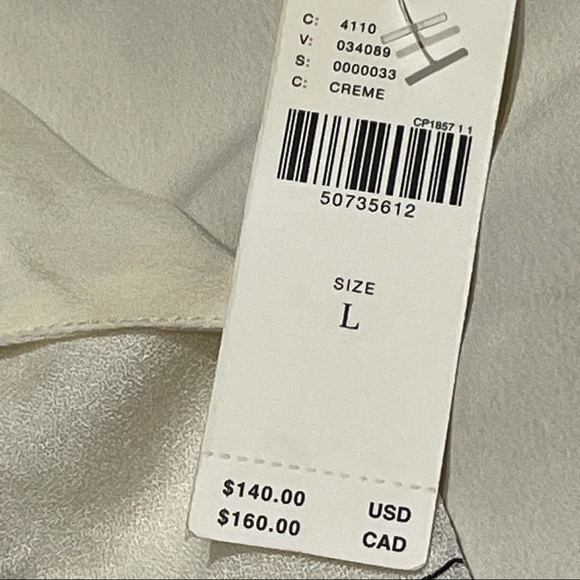 C: 4110
V: 034089
S: 0000033
C: CREME
CP1857 1 1
50735612
SIZE
L
$140.00 USD
$160.00 CAD